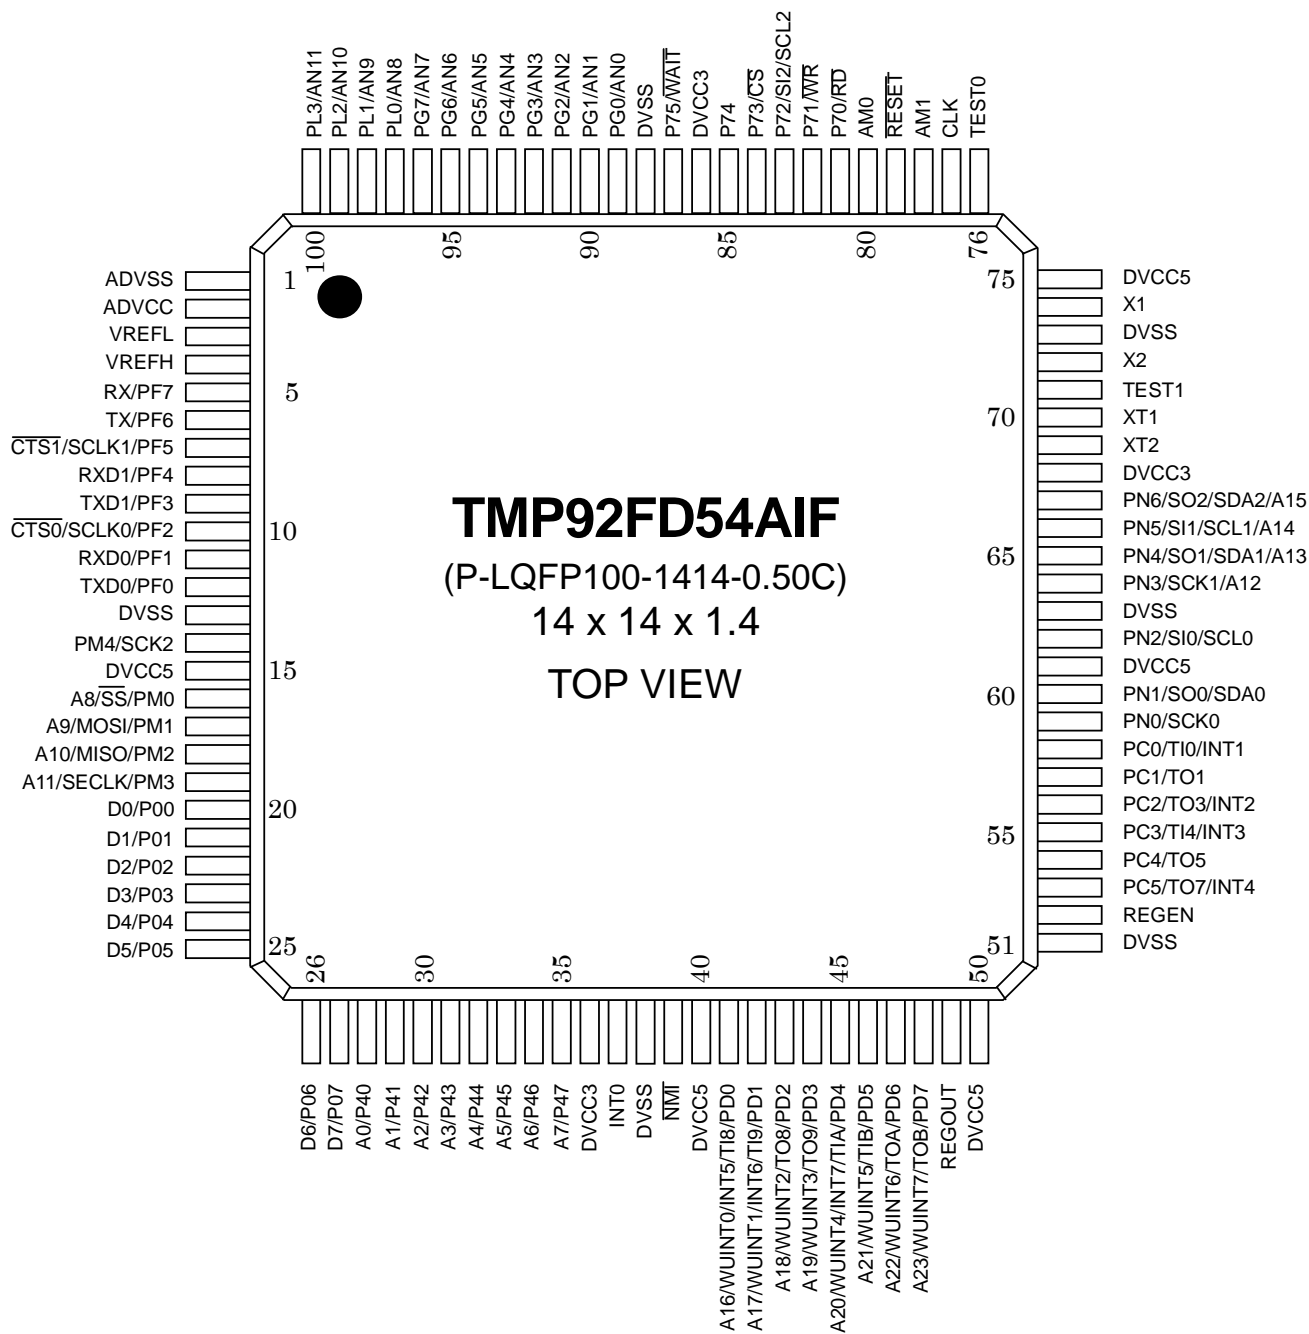 PL3/AN11
PL2/AN10
PL1/AN9
PL0/AN8
PG7/AN7
PG6/AN6
PG5/AN5
PG4/AN4
PG3/AN3
PG2/AN2
PG1/AN1
PG0/AN0
DVSS
P75/WAIT
DVCC3
P74
P73/CS
P72/SI2/SCL2
P71/WR
P70/RD
AM0
RESET
AM1
CLK
TEST0
100
95
90
85
80
76
ADVSS
ADVCC
VREFL
VREFH
RX/PF7
TX/PF6
CTS1/SCLK1/PF5
RXD1/PF4
TXD1/PF3
CTS0/SCLK0/PF2
RXD0/PF1
TXD0/PF0
DVSS
PM4/SCK2
DVCC5
A8/SS/PM0
A9/MOSI/PM1
A10/MISO/PM2
A11/SECLK/PM3
D0/P00
D1/P01
D2/P02
D3/P03
D4/P04
D5/P05
1
5
10
15
20
25
TMP92FD54AIF
(P-LQFP100-1414-0.50C)
14 x 14 x 1.4
TOP VIEW
75
70
65
60
55
51
DVCC5
X1
DVSS
X2
TEST1
XT1
XT2
DVCC3
PN6/SO2/SDA2/A15
PN5/SI1/SCL1/A14
PN4/SO1/SDA1/A13
PN3/SCK1/A12
DVSS
PN2/SI0/SCL0
DVCC5
PN1/SO0/SDA0
PN0/SCK0
PC0/TI0/INT1
PC1/TO1
PC2/TO3/INT2
PC3/TI4/INT3
PC4/TO5
PC5/TO7/INT4
REGEN
DVSS
26
30
35
40
45
50
D6/P06
D7/P07
A0/P40
A1/P41
A2/P42
A3/P43
A4/P44
A5/P45
A6/P46
A7/P47
DVCC3
INT0
DVSS
NMI
DVCC5
A16/WUINT0/INT5/TI8/PD0
A17/WUINT1/INT6/TI9/PD1
A18/WUINT2/TO8/PD2
A19/WUINT3/TO9/PD3
A20/WUINT4/INT7/TIA/PD4
A21/WUINT5/TIB/PD5
A22/WUINT6/TOA/PD6
A23/WUINT7/TOB/PD7
REGOUT
DVCC5